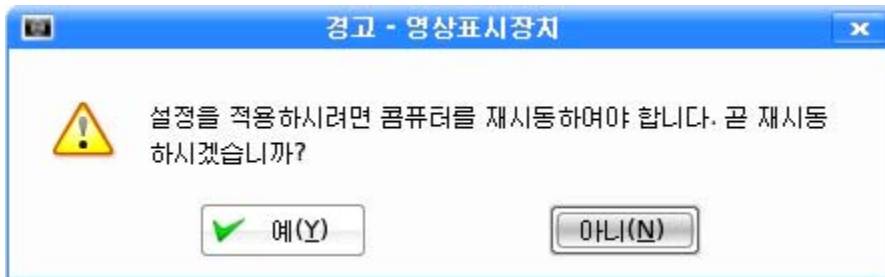 경고 - 영상표시장치
설정을 적용하시려면 콤퓨터를 재시동하여야 합니다. 곧 재시동
하시겠습니까?
예(Y)
아니(N)